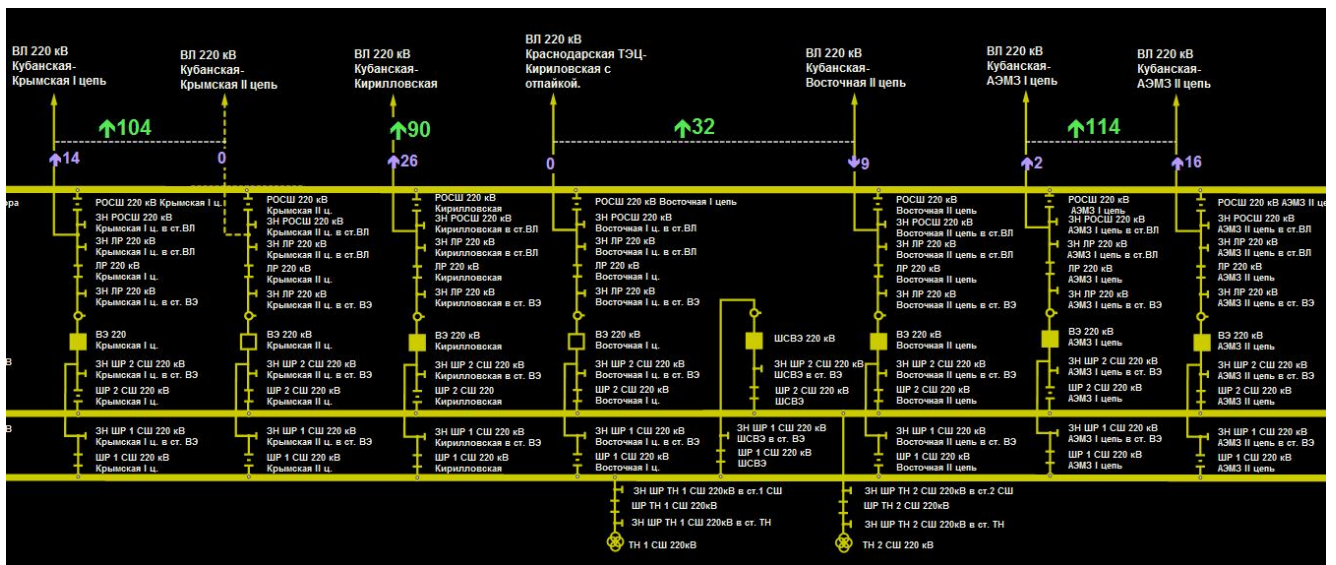 ВЛ 220 кВ
Кубанская-
Крымская I цепь
ВЛ 220 кВ
Кубанская-
Крымская II цепь
ВЛ 220 кВ
Кубанская-
Кирилловская
ВЛ 220 кВ
Краснодарская ТЭЦ-
Кириловская с
отпайкой.
ВЛ 220 кВ
Кубанская-
Восточная II цепь
ВЛ 220 кВ
Кубанская-
АЭМЗ I цепь
ВЛ 220 кВ
Кубанская-
АЭМЗ II цепь
104
90
32
114
14
0
26
0
9
2
16
ора
РОСШ 220 кВ Крымская I ц.
ЗН РОСШ 220 кВ
Крымская I ц. в ст.ВЛ
ЗН ЛР 220 кВ
Крымская I ц. в ст.ВЛ
ЛР 220 кВ
Крымская I ц.
ЗН ЛР 220 кВ
Крымская I ц. в ст. ВЭ
ВЭ 220
Крымская I ц.
ЗН ШР 2 СШ 220 кВ
Крымская I ц. в ст. ВЭ
ШР 2 СШ 220 кВ
Крымская I ц.
ЗН ШР 1 СШ 220 кВ
Крымская I ц. в ст. ВЭ
ШР 1 СШ 220 кВ
Крымская I ц.
РОСШ 220 кВ
Крымская II ц.
ЗН РОСШ 220 кВ
Крымская II ц. в ст.ВЛ
ЗН ЛР 220 кВ
Крымская II ц. в ст.ВЛ
ЛР 220 кВ
Крымская II ц.
ЗН ЛР 220 кВ
Крымская II ц. в ст. ВЭ
ВЭ 220 кВ
Крымская II ц.
ЗН ШР 2 СШ 220 кВ
Крымская II ц. в ст. ВЭ
ШР 2 СШ 220 кВ
Крымская II ц.
ЗН ШР 1 СШ 220 кВ
Крымская II ц. в ст. ВЭ
ШР 1 СШ 220 кВ
Крымская II ц.
РОСШ 220 кВ
Кирилловская
ЗН РОСШ 220 кВ
Кирилловская в ст.ВЛ
ЗН ЛР 220 кВ
Кирилловская в ст.ВЛ
ЛР 220 кВ
Кирилловская
ЗН ЛР 220 кВ
Кирилловская в ст. ВЭ
ВЭ 220 кВ
Кирилловская
ЗН ШР 2 СШ 220 кВ
Кирилловская в ст. ВЭ
ШР 2 СШ 220
Кирилловская
ЗН ШР 1 СШ 220 кВ
Кирилловская в ст. ВЭ
ШР 1 СШ 220 кВ
Кирилловская
РОСШ 220 кВ Восточная I цепь
ЗН РОСШ 220 кВ
Восточная I ц. в ст.ВЛ
ЗН ЛР 220 кВ
Восточная I ц. в ст.ВЛ
ЛР 220 кВ
Восточная I ц.
ЗН ЛР 220 кВ
Восточная I ц. в ст. ВЭ
ВЭ 220 кВ
Восточная I ц.
ЗН ШР 2 СШ 220 кВ
Восточная I ц. в ст. ВЭ
ШР 2 СШ 220 кВ
Восточная I ц.
ЗН ШР 1 СШ 220 кВ
Восточная I ц. в ст. ВЭ
ШР 1 СШ 220 кВ
Восточная I ц.
ШСВЭ 220 кВ
ЗН ШР 2 СШ 220 кВ
ШСВЭ в ст. ВЭ
ШР 2 СШ 220 кВ
ШСВЭ
ЗН ШР 1 СШ 220 кВ
ШСВЭ в ст. ВЭ
ШР 1 СШ 220 кВ
ШСВЭ
РОСШ 220 кВ
Восточная II цепь
ЗН РОСШ 220 кВ
Восточная II цепь в ст.ВЛ
ЗН ЛР 220 кВ
Восточная II цепь в ст.ВЛ
ЛР 220 кВ
Восточная II цепь
ЗН ЛР 220 кВ
Восточная II цепь в ст. ВЭ
ВЭ 220 кВ
Восточная II цепь
ЗН ШР 2 СШ 220 кВ
Восточная II цепь в ст. ВЭ
ШР 2 СШ 220 кВ
Восточная II цепь
ЗН ШР 1 СШ 220 кВ
Восточная II цепь в ст. ВЭ
ШР 1 СШ 220 кВ
Восточная II цепь
РОСШ 220 кВ
АЭМЗ I цепь
ЗН РОСШ 220 кВ
АЭМЗ I цепь в ст.ВЛ
ЗН ЛР 220 кВ
АЭМЗ I цепь в ст.ВЛ
ЛР 220 кВ
АЭМЗ I цепь
ЗН ЛР 220 кВ
АЭМЗ I цепь в ст. ВЭ
ВЭ 220 кВ
АЭМЗ I цепь
ЗН ШР 2 СШ 220 кВ
АЭМЗ I цепь в ст. ВЭ
ШР 2 СШ 220 кВ
АЭМЗ I цепь
ЗН ШР 1 СШ 220 кВ
АЭМЗ I цепь в ст. ВЭ
ШР 1 СШ 220 кВ
АЭМЗ I цепь
РОСШ 220 кВ АЭМЗ II це
ЗН РОСШ 220 кВ
АЭМЗ II цепь в ст.ВЛ
ЗН ЛР 220 кВ
АЭМЗ II цепь в ст.ВЛ
ЛР 220 кВ
АЭМЗ II цепь
ЗН ЛР 220 кВ
АЭМЗ II цепь в ст. ВЭ
ВЭ 220 кВ
АЭМЗ II цепь
ЗН ШР 2 СШ 220 кВ
АЭМЗ II цепь в ст. ВЭ
ШР 2 СШ 220 кВ
АЭМЗ II цепь
ЗН ШР 1 СШ 220 кВ
АЭМЗ II цепь в ст. ВЭ
ШР 1 СШ 220 кВ
АЭМЗ II цепь
ЗН ШР ТН 1 СШ 220кВ в ст.1 СШ
ШР ТН 1 СШ 220кВ
ЗН ШР ТН 1 СШ 220кВ в ст. ТН
ТН 1 СШ 220кВ
ЗН ШР ТН 2 СШ 220кВ в ст.2 СШ
ШР ТН 2 СШ 220кВ
ЗН ШР ТН 2 СШ 220кВ в ст. ТН
ТН 2 СШ 220 кВ